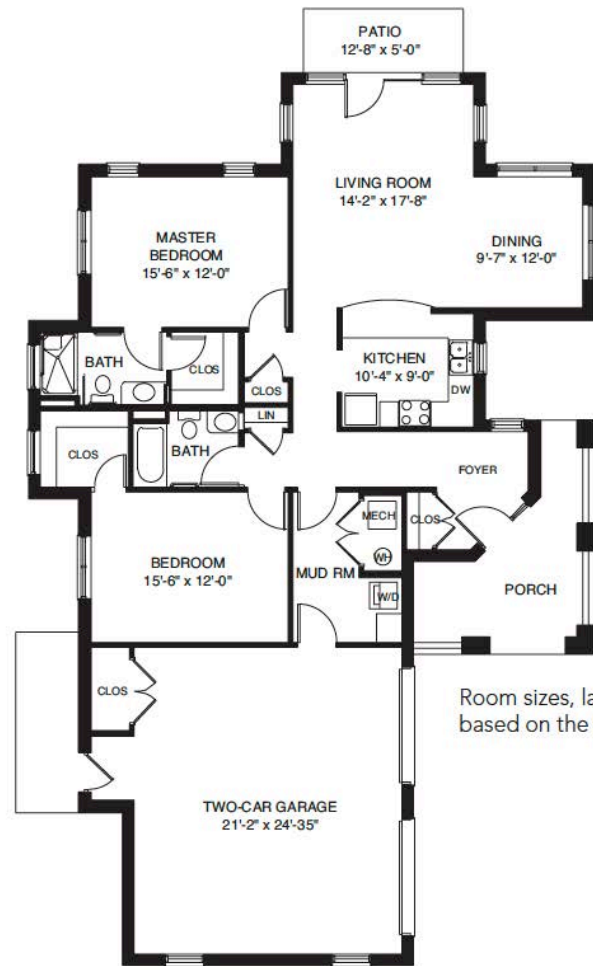 PATIO
12'-8" x 5'-0"
LIVING ROOM
14'-2" x 17'-8"
MASTER
BEDROOM
15'-6" x 12'-0"
DINING
9'-7" x 12'-0"
BATH
CLOS
KITCHEN
10'-4" x 9'-0"
CLOS
DW
LIN
CLOS
BATH
FOYER
MECH
CLOS
WH
BEDROOM
15'-6" x 12'-0"
MUD RM
W/D
PORCH
CLOS
Room sizes, la
based on the
TWO-CAR GARAGE
21'-2" x 24'-35"